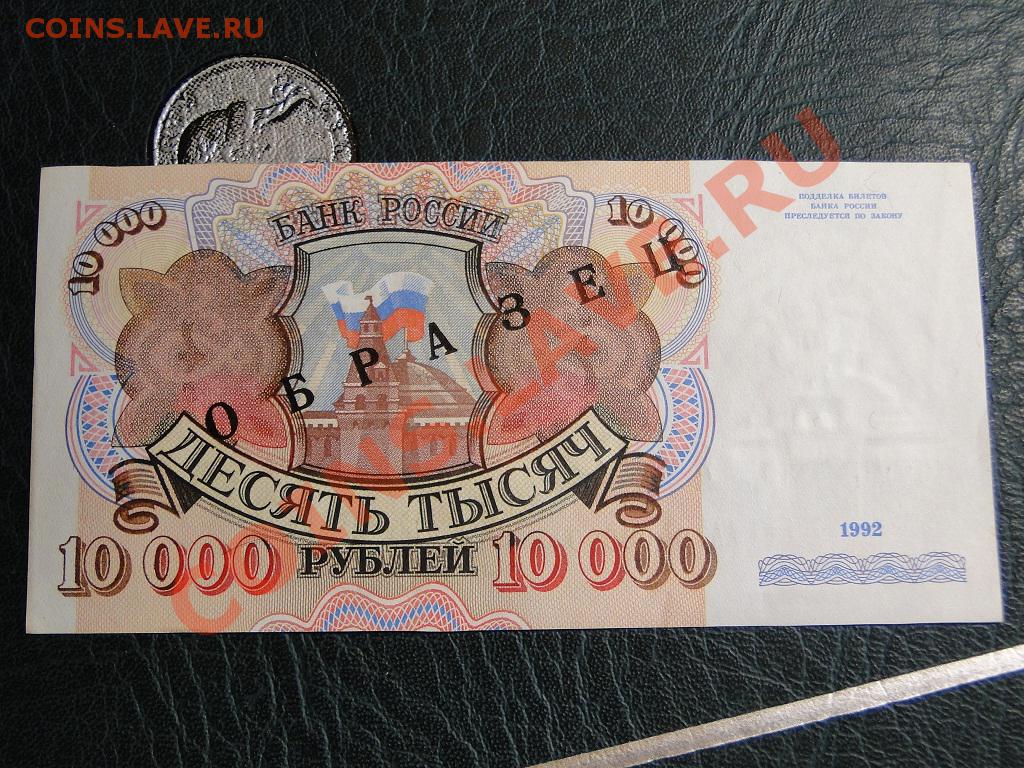 COINS.LAVE.RU
ПОДДЕЛКА БИЛЕТОВ
БАНКА РОССИИ
ПРЕСЛЕДУЕТСЯ ПО ЗАКОНУ
10 000
БАНК РОССИИ
10 000
ОБРАЗЕЦ
ДЕСЯТЬ ТЫСЯЧ
10 000 РУБЛЕЙ 10 000
1992
COINS.LAVE.RU